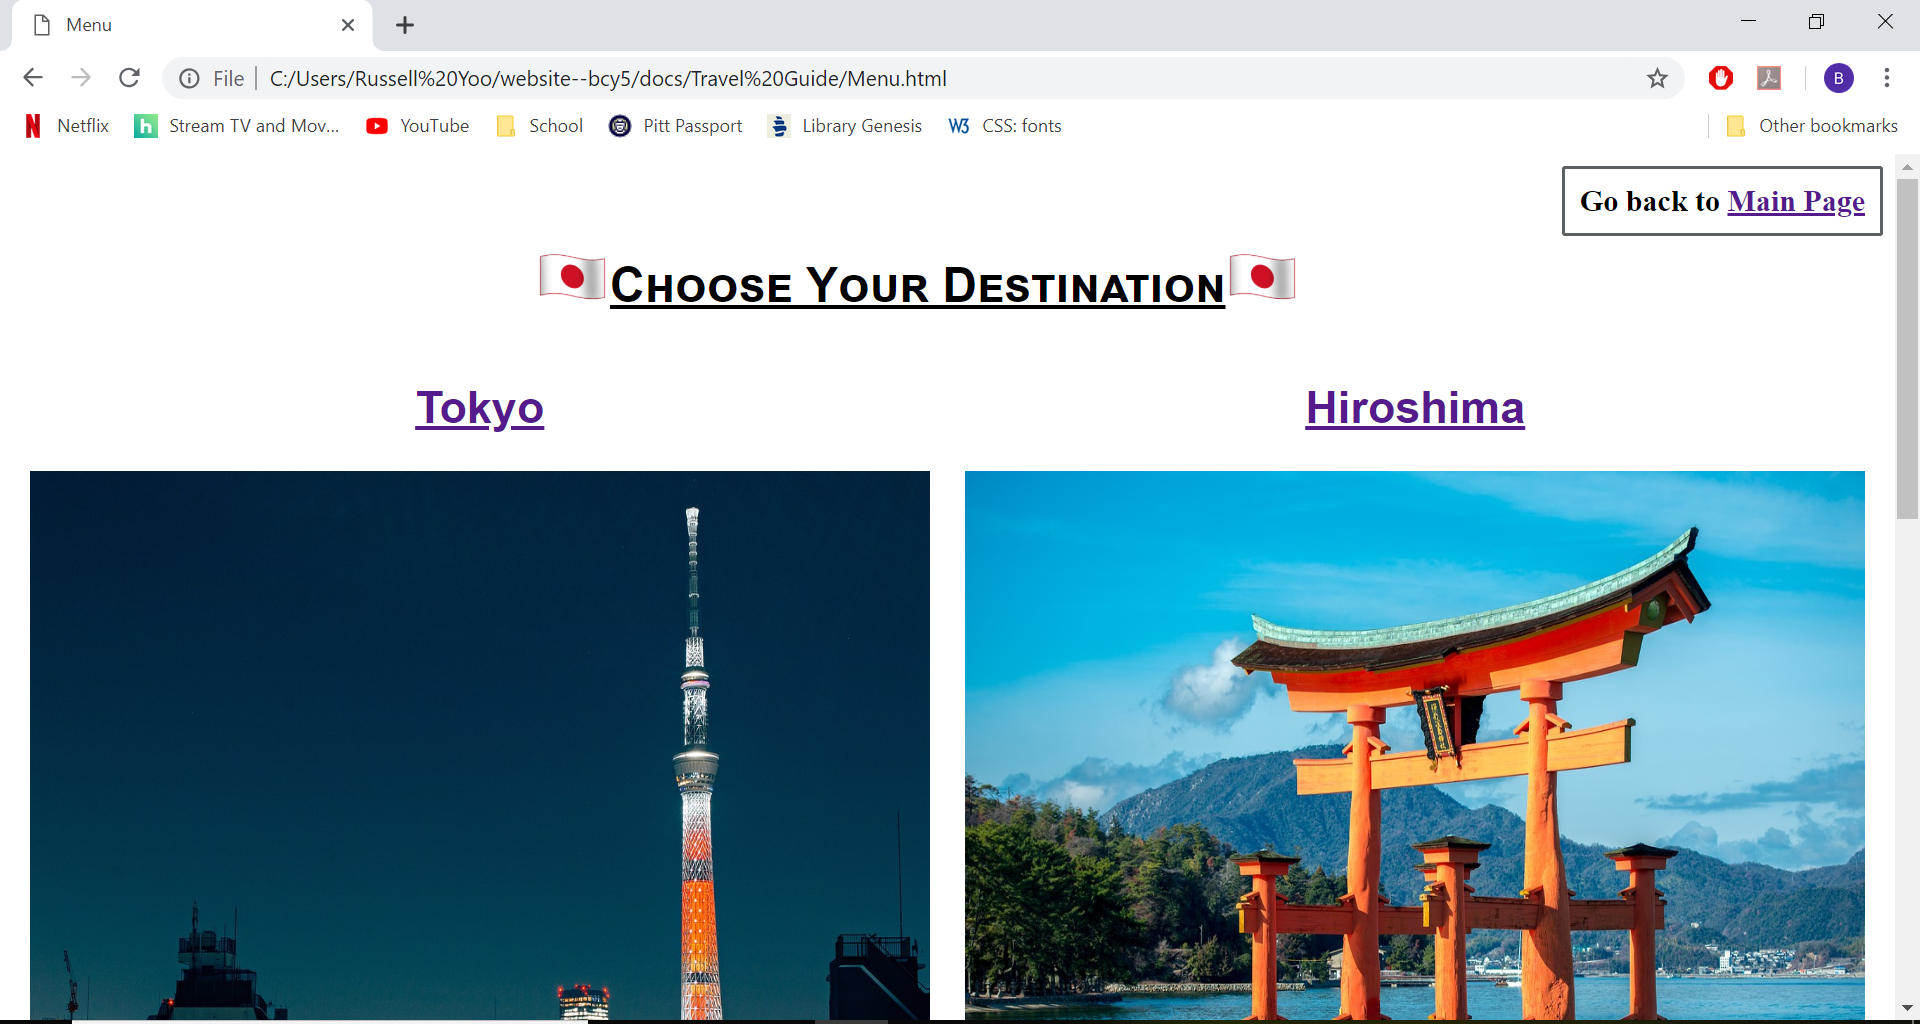 Menu
File C:/Users/Russell%20Yoo/website--bcy5/docs/Travel%20Guide/Menu.html
B
Netflix Stream TV and Mov... YouTube School Pitt Passport Library Genesis W3 CSS: fonts Other bookmarks
Go back to Main Page
Choose Your Destination
Tokyo Hiroshima